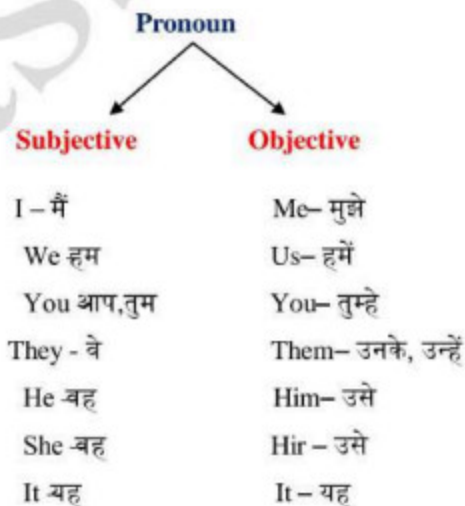 Pronoun
Subjective Objective
I – मैं Me– मुझे
We हम Us– हमें
You आप,तुम You– तुम्हे
They - वे Them– उनके, उन्हें
He -वह Him– उसे
She -वह Hir – उसे
It यह It – यह